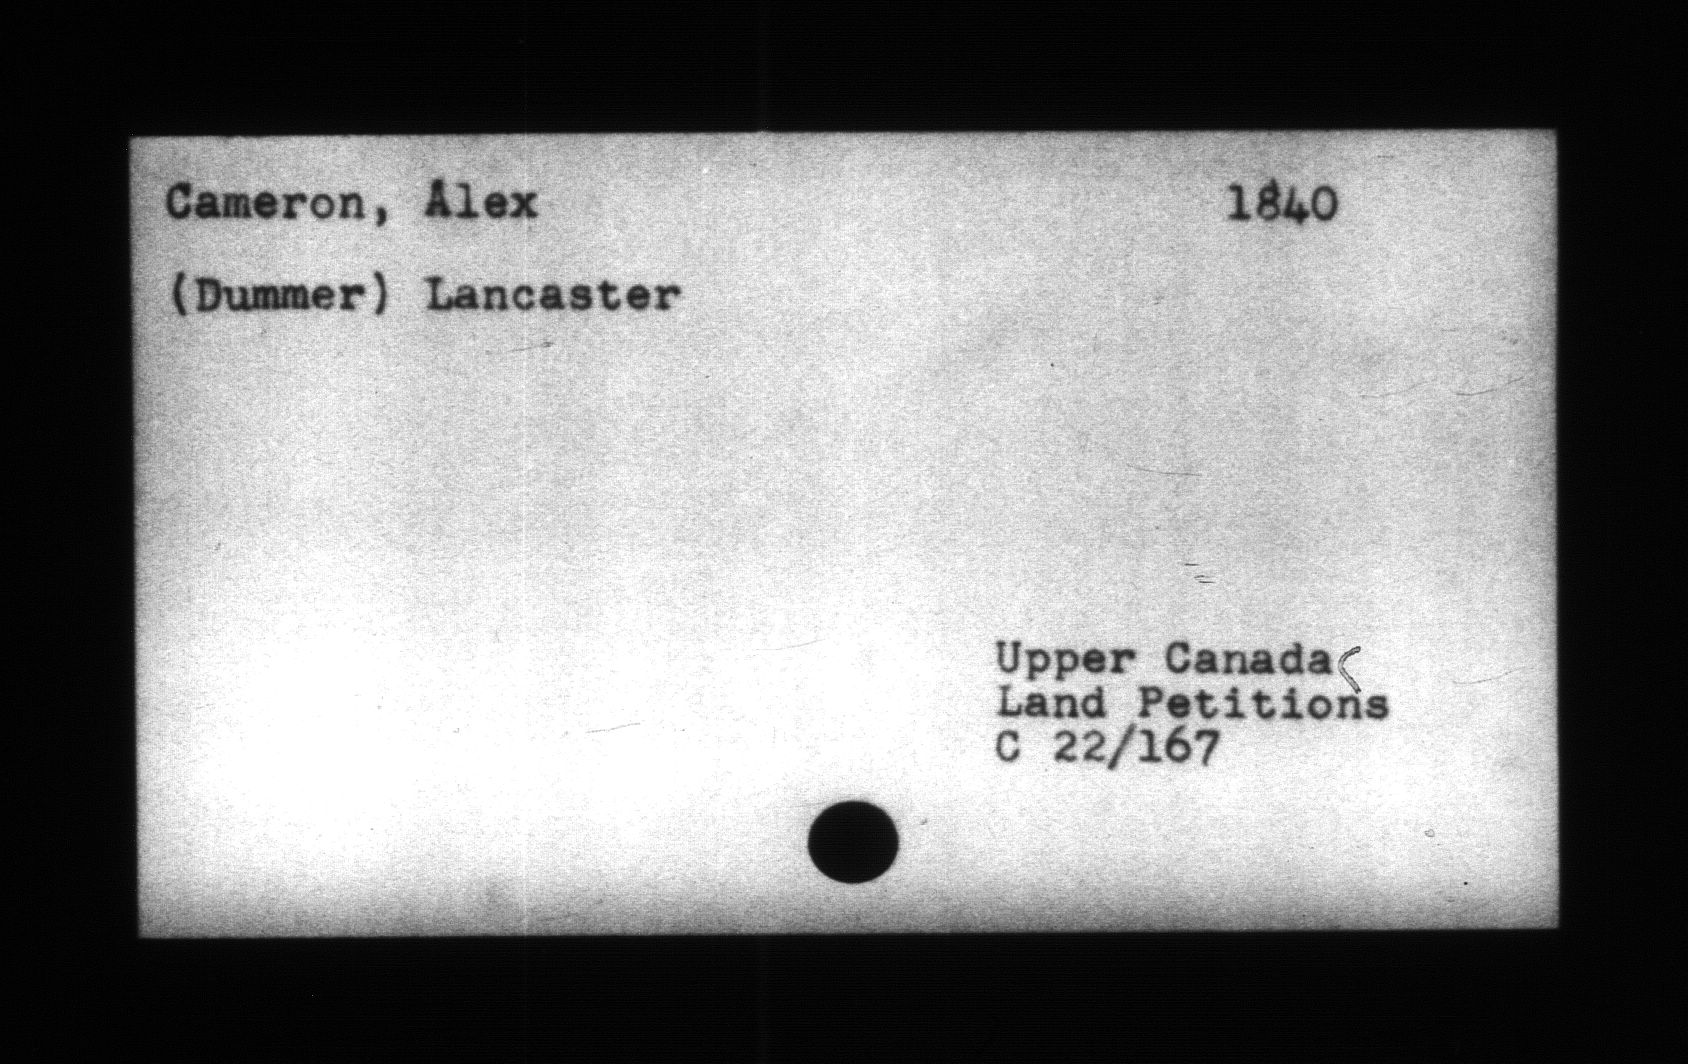 Cameron, Alex 1840
(Dummer) Lancaster
Upper Canada
Land Petitions
C 22/167